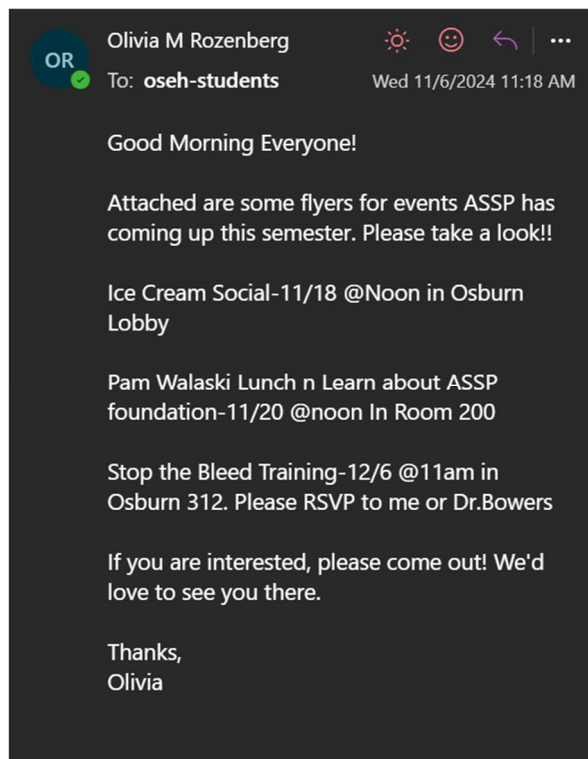 OR
Olivia M Rozenberg
To: oseh-students
Wed 11/6/2024 11:18 AM
Good Morning Everyone!
Attached are some flyers for events ASSP has
coming up this semester. Please take a look!!
Ice Cream Social-11/18 @Noon in Osburn
Lobby
Pam Walaski Lunch n Learn about ASSP
foundation-11/20 @noon In Room 200
Stop the Bleed Training-12/6 @11am in
Osburn 312. Please RSVP to me or Dr.Bowers
If you are interested, please come out! We'd
love to see you there.
Thanks,
Olivia